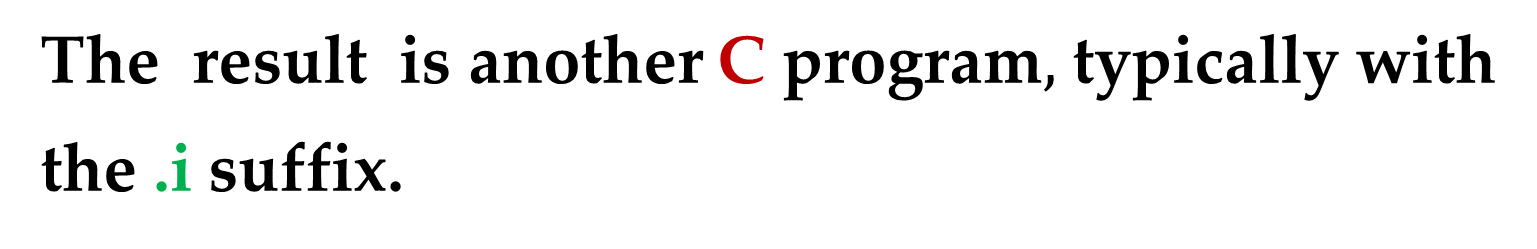 The result is another C program, typically with
the .i suffix.